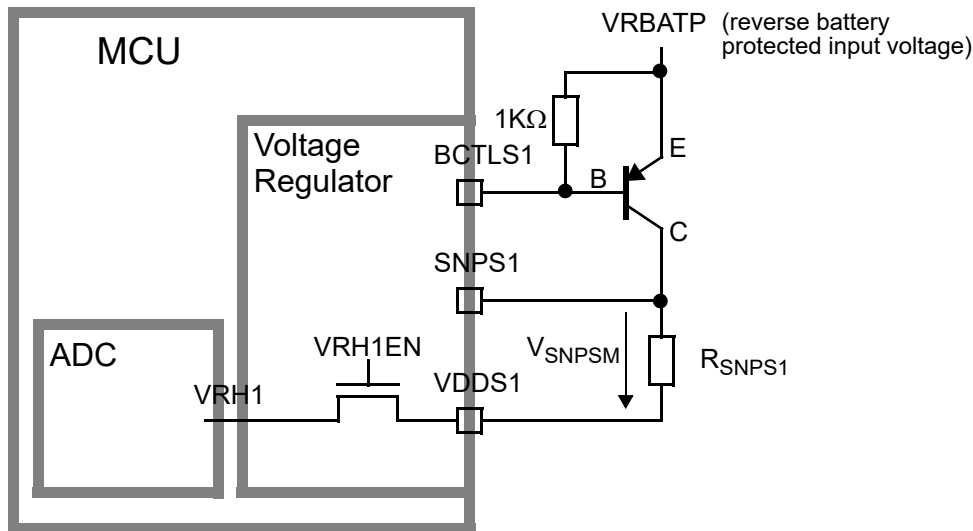 MCU
VRBATP (reverse battery
protected input voltage)
1KΩ
Voltage
Regulator
BCTLS1
B
E
C
SNPS1
ADC
VRH1EN
VRH1
VDDS1
VSNPSM
RSNPS1